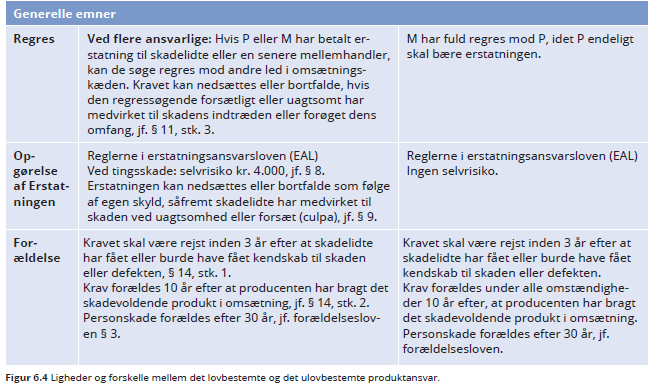 Generelle emner
Regres
Ved flere ansvarlige: Hvis P eller M har betalt er-
statning til skadelidte eller en senere mellemhandler,
kan de søge regres mod andre led i omsætnings-
kæden. Kravet kan nedsættes eller bortfalde, hvis
den regressøgende forsætligt eller uagtsomt har
medvirket til skadens indtræden eller forøget dens
omfang, jf. § 11, stk. 3.
M har fuld regres mod P, idet P endeligt
skal bære erstatningen.
Op-
gørelse
af Erstat-
ningen
Reglerne i erstatningsansvarsloven (EAL)
Ved tingsskade: selvrisiko kr. 4.000, jf. § 8.
Erstatningen kan nedsættes eller bortfalde som følge
af egen skyld, såfremt skadelidte har medvirket til
skaden ved uagtsomhed eller forsæt (culpa), jf. § 9.
Reglerne i erstatningsansvarsloven (EAL)
Ingen selvrisiko.
For-
ældelse
Kravet skal være rejst inden 3 år efter at skadelidte
har fået eller burde have fået kendskab til skaden
eller defekten, § 14, stk. 1.
Krav forældes 10 år efter at producenten har bragt det
skadevoldende produkt i omsætning, jf. § 14, stk. 2.
Personskade forældes efter 30 år, jf. forældelseslov-
en § 3.
Kravet skal være rejst inden 3 år efter at
skadelidte har fået eller burde have fået
kendskab til skaden eller defekten.
Krav forældes under alle omstændighe-
der 10 år efter, at producenten har bragt
det skadevoldende produkt i omsætning.
Personskade forældes efter 30 år, jf.
forældelsesloven.
Figur 6.4 Ligheder og forskelle mellem det lovbestemte og det ulovbestemte produktansvar.